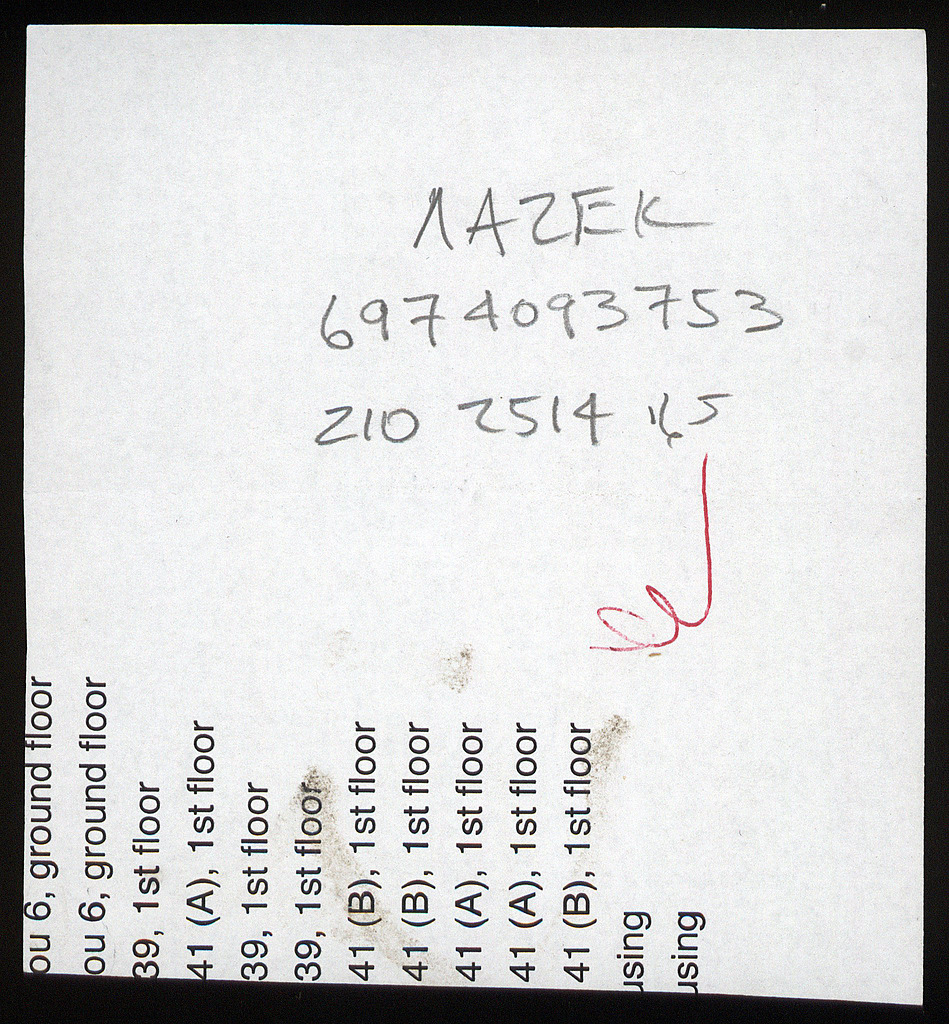 ΛAZEK
6974093753
210 2514 165
ou 6, ground floor
ou 6, ground floor
39, 1st floor
41 (A), 1st floor
39, 1st floor
39, 1st floor
41 (B), 1st floor
41 (B), 1st floor
41 (A), 1st floor
41 (A), 1st floor
41 (B), 1st floor
using
using